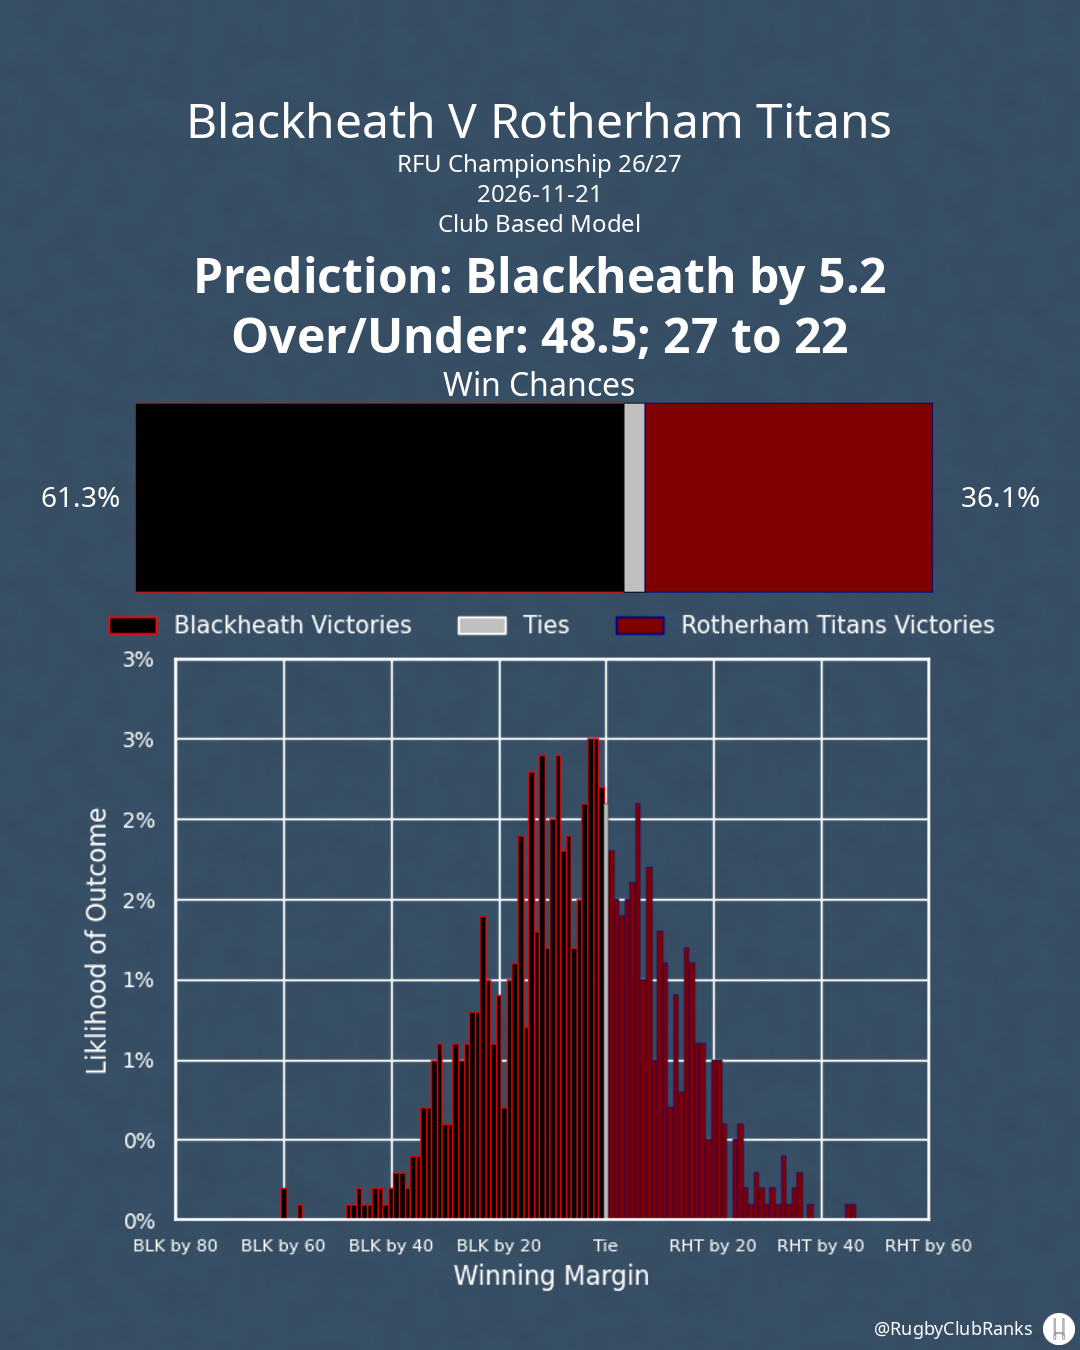 Blackheath V Rotherham Titans
RFU Championship 26/27
2026-11-21
Club Based Model
Prediction: Blackheath by 5.2
Over/Under: 48.5; 27 to 22
Win Chances
61.3%
36.1%
Blackheath Victories
Ties
Rotherham Titans Victories
3%
3%
2%
2%
1%
1%
0%
0%
Liklihood of Outcome
BLK by 80
BLK by 60
BLK by 40
BLK by 20
Tie
RHT by 20
RHT by 40
RHT by 60
Winning Margin
@RugbyClubRanks